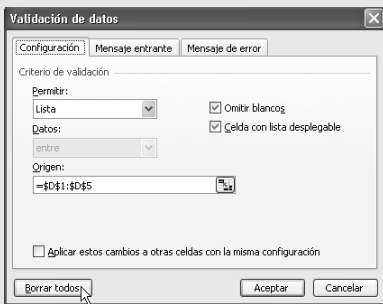 Validación de datos
Configuración Mensaje entrante Mensaje de error
Criterio de validación
Permitir:
Lista
Omitir blancos
Datos:
Celda con lista desplegable
entre
Origen:
=$D$1:$D$5
Aplicar estos cambios a otras celdas con la misma configuración
Borrar todos
Aceptar Cancelar